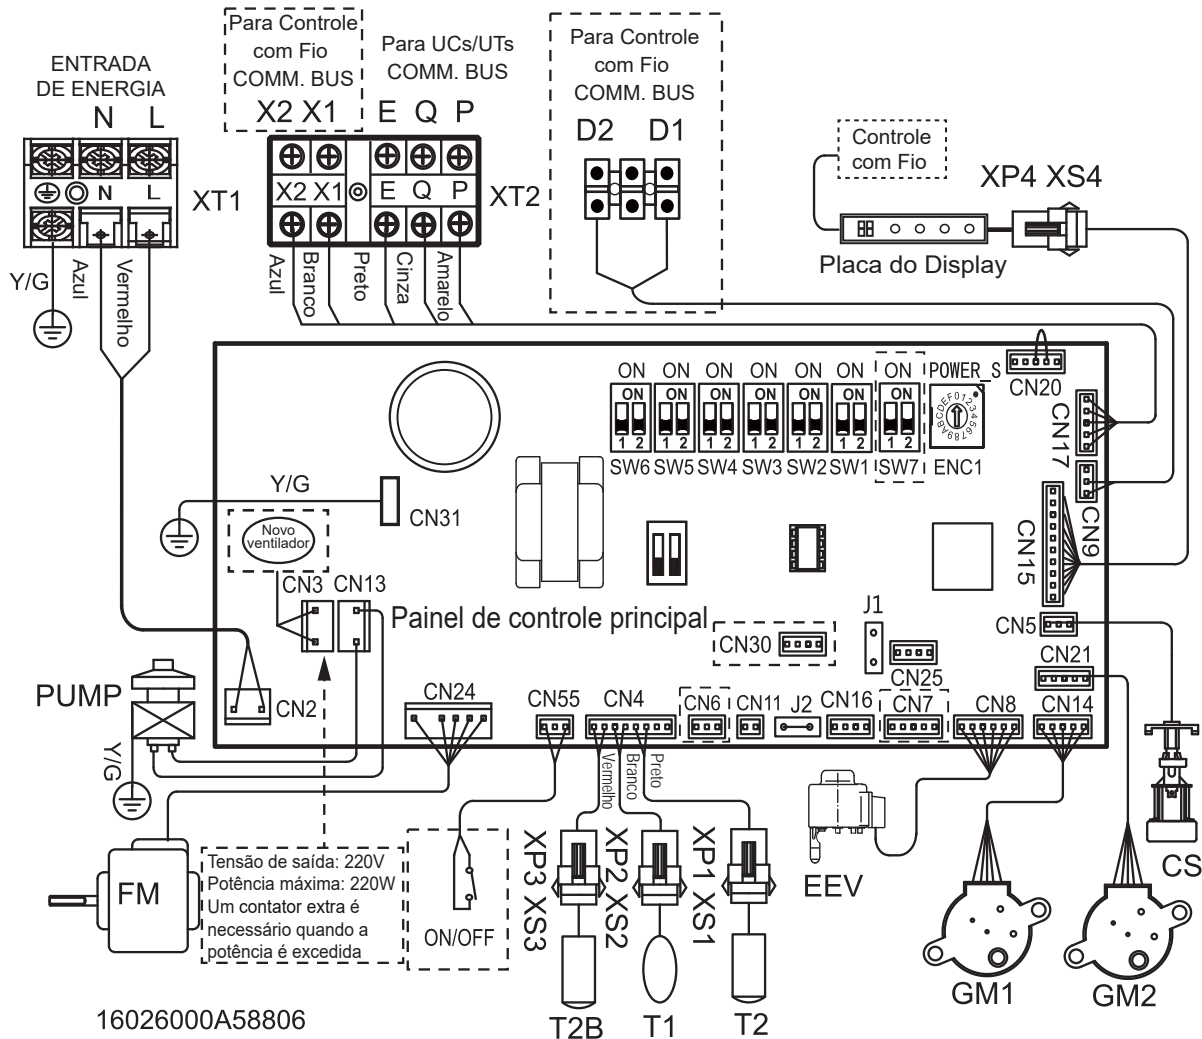 ENTRADA
DE ENERGIA
N L
N L
XT1
Y/G
Azul
Vermelho
Para Controle
com Fio
COMM. BUS
X2 X1
Para UCs/UTs
COMM. BUS
E Q P
X2 X1 E Q P
XT2
Azul
Branco
Preto
Cinza
Amarelo
Para Controle
com Fio
COMM. BUS
D2 D1
Controle
com Fio
XP4 XS4
Placa do Display
ON ON ON ON ON ON ON POWER_S
ON ON ON ON ON ON ON
1 2 1 2 1 2 1 2 1 2 1 2 1 2
SW6 SW5 SW4 SW3 SW2 SW1 SW7 ENC1
0123456789ABCDEF
CN20
CN17
CN9
CN15
Y/G
CN31
Novo
ventilador
CN3 CN13
Painel de controle principal
CN30
J1
CN25
CN5
CN21
PUMP
CN2
CN24
CN55
CN4
CN6
CN11
J2
CN16
CN7
CN8
CN14
Y/G
Vermelho
Branco
Preto
FM
Tensão de saída: 220V
Potência máxima: 220W
Um contator extra é
necessário quando a
potência é excedida
ON/OFF
XP3 XS3
XP2 XS2
XP1 XS1
EEV
CS
GM1
GM2
T2B
T1
T2
16026000A58806